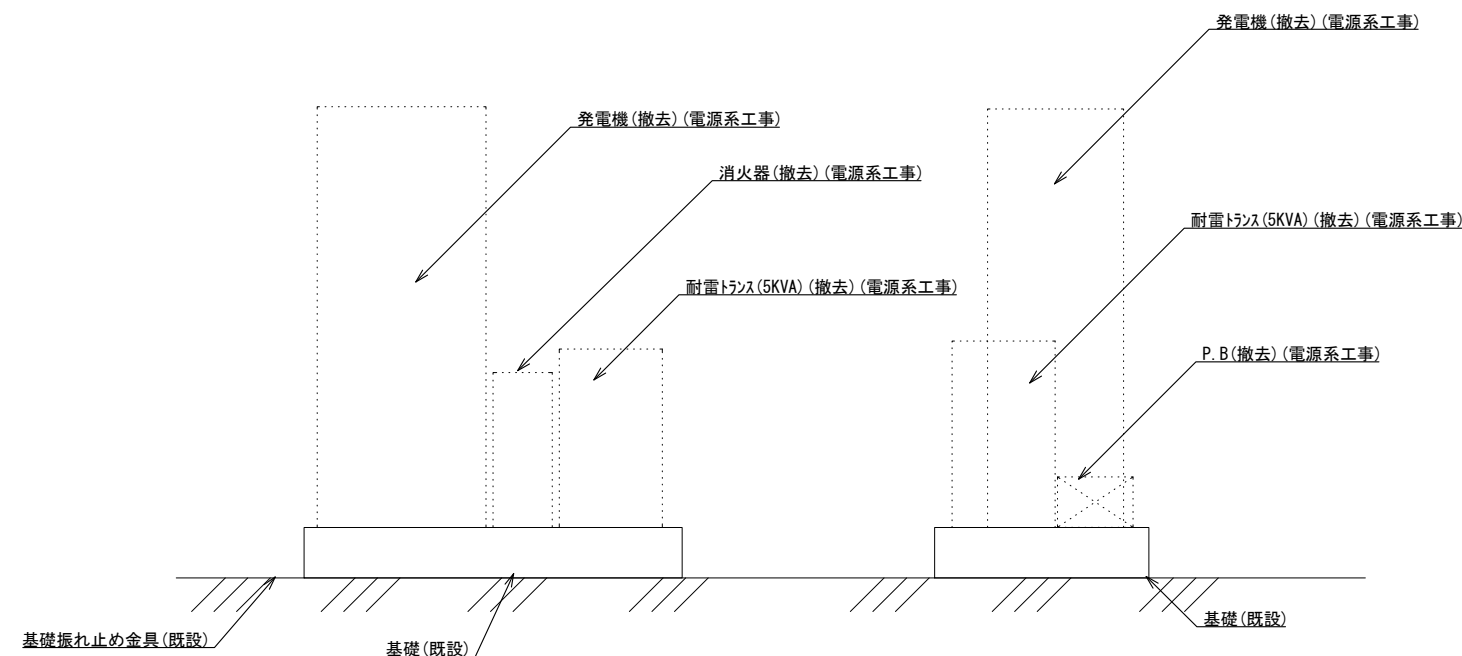 発電機(撤去)(電源系工事)
発電機(撤去)(電源系工事)
消火器(撤去)(電源系工事)
耐雷ﾄﾗﾝｽ(5KVA)(撤去)(電源系工事)
耐雷ﾄﾗﾝｽ(5KVA)(撤去)(電源系工事)
P.B(撤去)(電源系工事)
基礎(既設)
基礎振れ止め金具(既設)
基礎(既設)